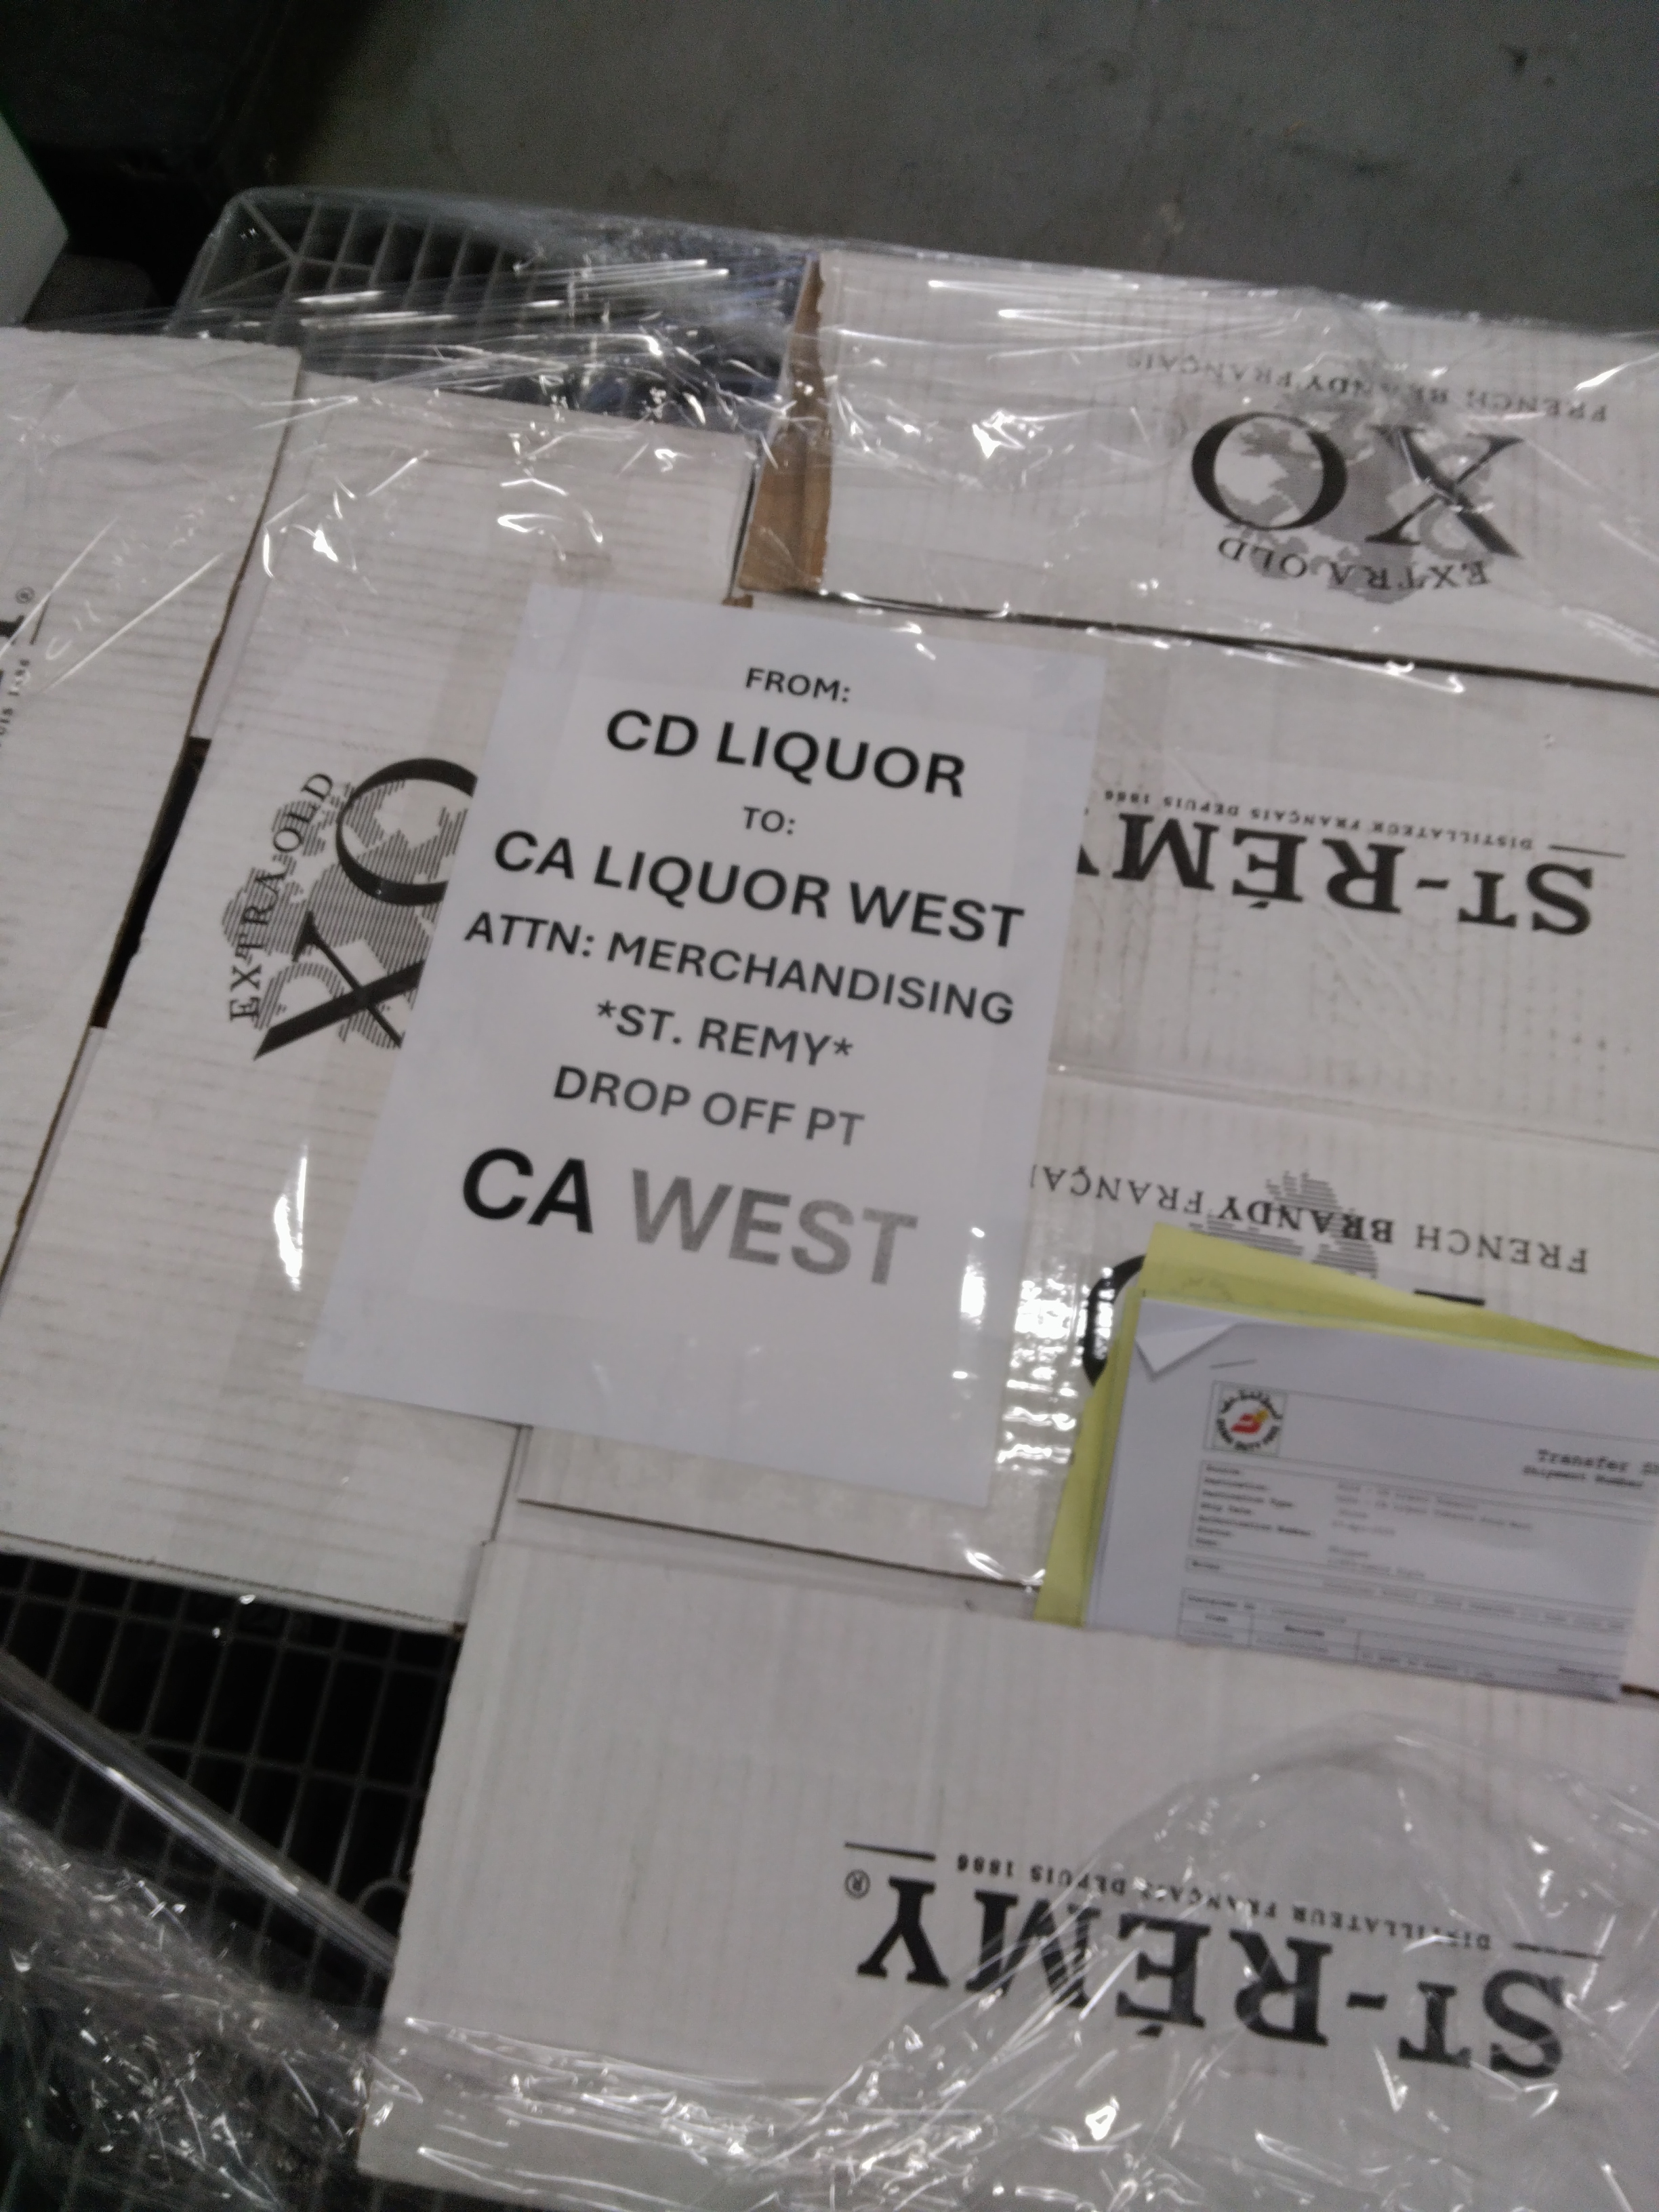 FRENCH BRANDY FRANÇAIS
XO
EXTRA OLD
FROM:
CD LIQUOR
TO:
CA LIQUOR WEST
ATTN: MERCHANDISING
*ST. REMY*
DROP OFF PT
CA WEST
EXTRA OLD
XO
DISTILLATEUR FRANÇAIS DEPUIS 1886
ST-RÉMY
FRENCH BRANDY FRANÇAI
Transfer
Shipment Number
DISTILLATEUR FRANÇAIS DEPUIS 1886
ST-RÉMY®